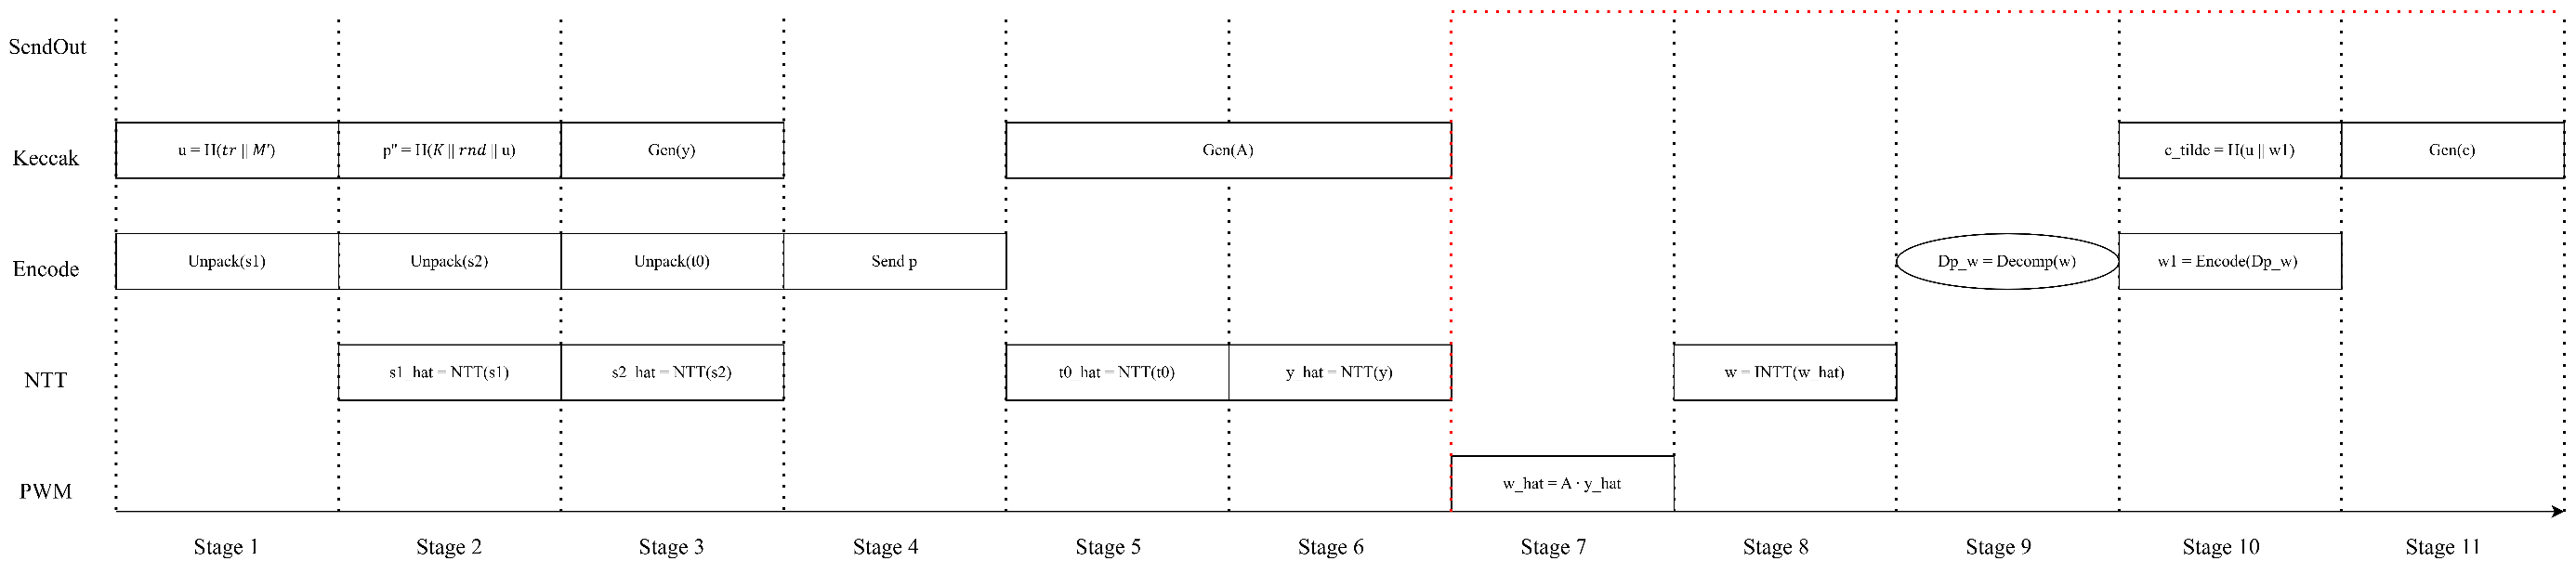 SendOut
Keccak
u = H(tr || M')
p'' = H(K || rnd || u)
Gen(y)
Gen(A)
c_tilde = H(u || w1)
Gen(c)
Encode
Unpack(s1)
Unpack(s2)
Unpack(t0)
Send p
Dp_w = Decomp(w)
w1 = Encode(Dp_w)
NTT
s1_hat = NTT(s1)
s2_hat = NTT(s2)
t0_hat = NTT(t0)
y_hat = NTT(y)
w = INTT(w_hat)
PWM
w_hat = A · y_hat
Stage 1
Stage 2
Stage 3
Stage 4
Stage 5
Stage 6
Stage 7
Stage 8
Stage 9
Stage 10
Stage 11